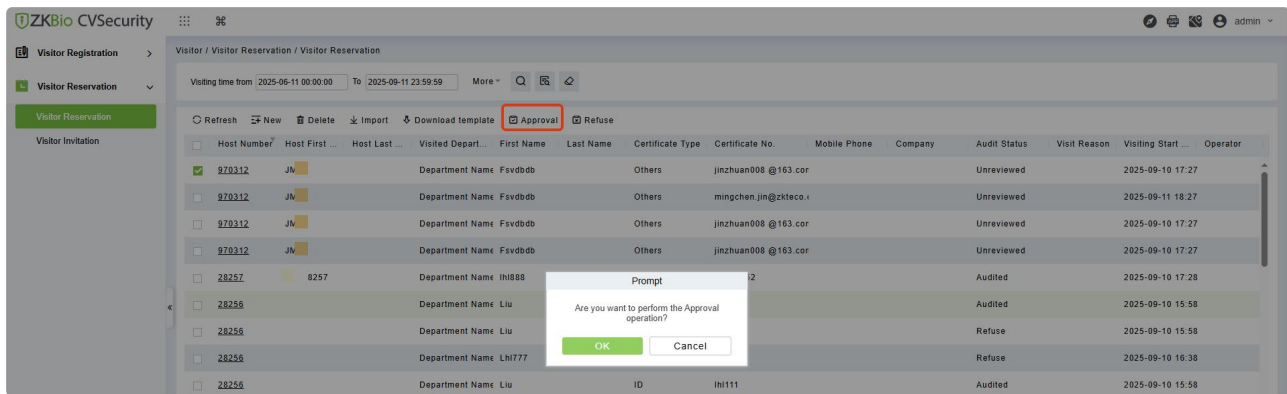 ZKBio CVSecurity
admin
Visitor Registration
Visitor Reservation
Visitor Reservation
Visitor Invitation
Visitor / Visitor Reservation / Visitor Reservation
Visiting time from 2025-06-11 00:00:00 To 2025-09-11 23:59:59 More
Refresh New Delete Import Download template Approval Refuse
Host Number Host First ... Host Last ... Visited Depart... First Name Last Name Certificate Type Certificate No. Mobile Phone Company Audit Status Visit Reason Visiting Start ... Operator
970312 JM Department Name Fsvdbdb Others jinzhuan008 @163.cor Unreviewed 2025-09-10 17:27
970312 JM Department Name Fsvdbdb Others mingchen.jin@zkteco. Unreviewed 2025-09-11 18:27
970312 JM Department Name Fsvdbdb Others jinzhuan008 @163.cor Unreviewed 2025-09-10 17:27
970312 JM Department Name Fsvdbdb Others jinzhuan008 @163.cor Unreviewed 2025-09-10 17:27
28257 8257 Department Name lhl888 2 Audited 2025-09-10 17:28
28256 Department Name Liu Audited 2025-09-10 15:58
28256 Department Name Liu Refuse 2025-09-10 15:58
28256 Department Name Lhl777 Refuse 2025-09-10 16:38
28256 Department Name Liu ID lhl111 Audited 2025-09-10 15:58
Prompt
Are you want to perform the Approval
operation?
OK Cancel